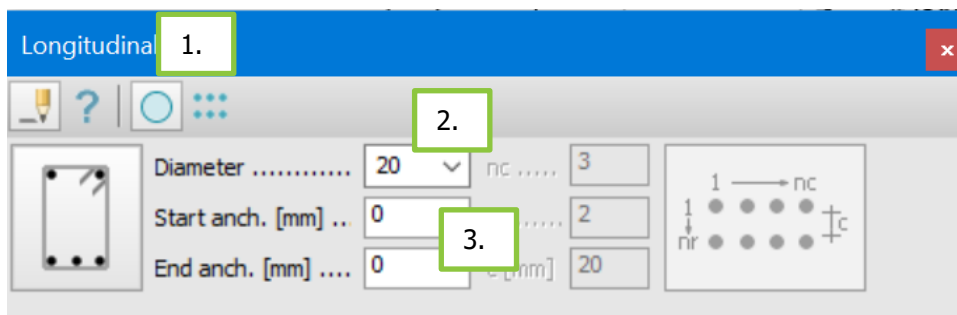 Longitudinal
1.
?
2.
Diameter ............ 20 nc ..... 3
Start anch. [mm] .. 0 ....... 2
3.
End anch. [mm] .... 0 [mm] 20
1 nc
1
nr c
x